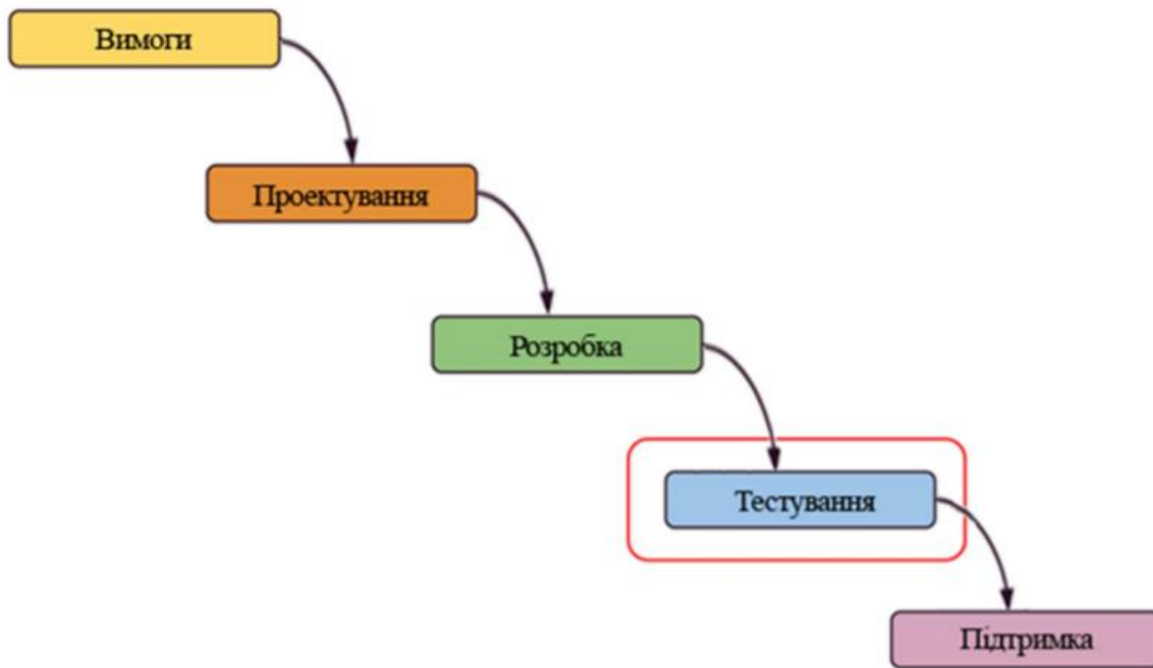 Вимоги
Проектування
Розробка
Тестування
Підтримка